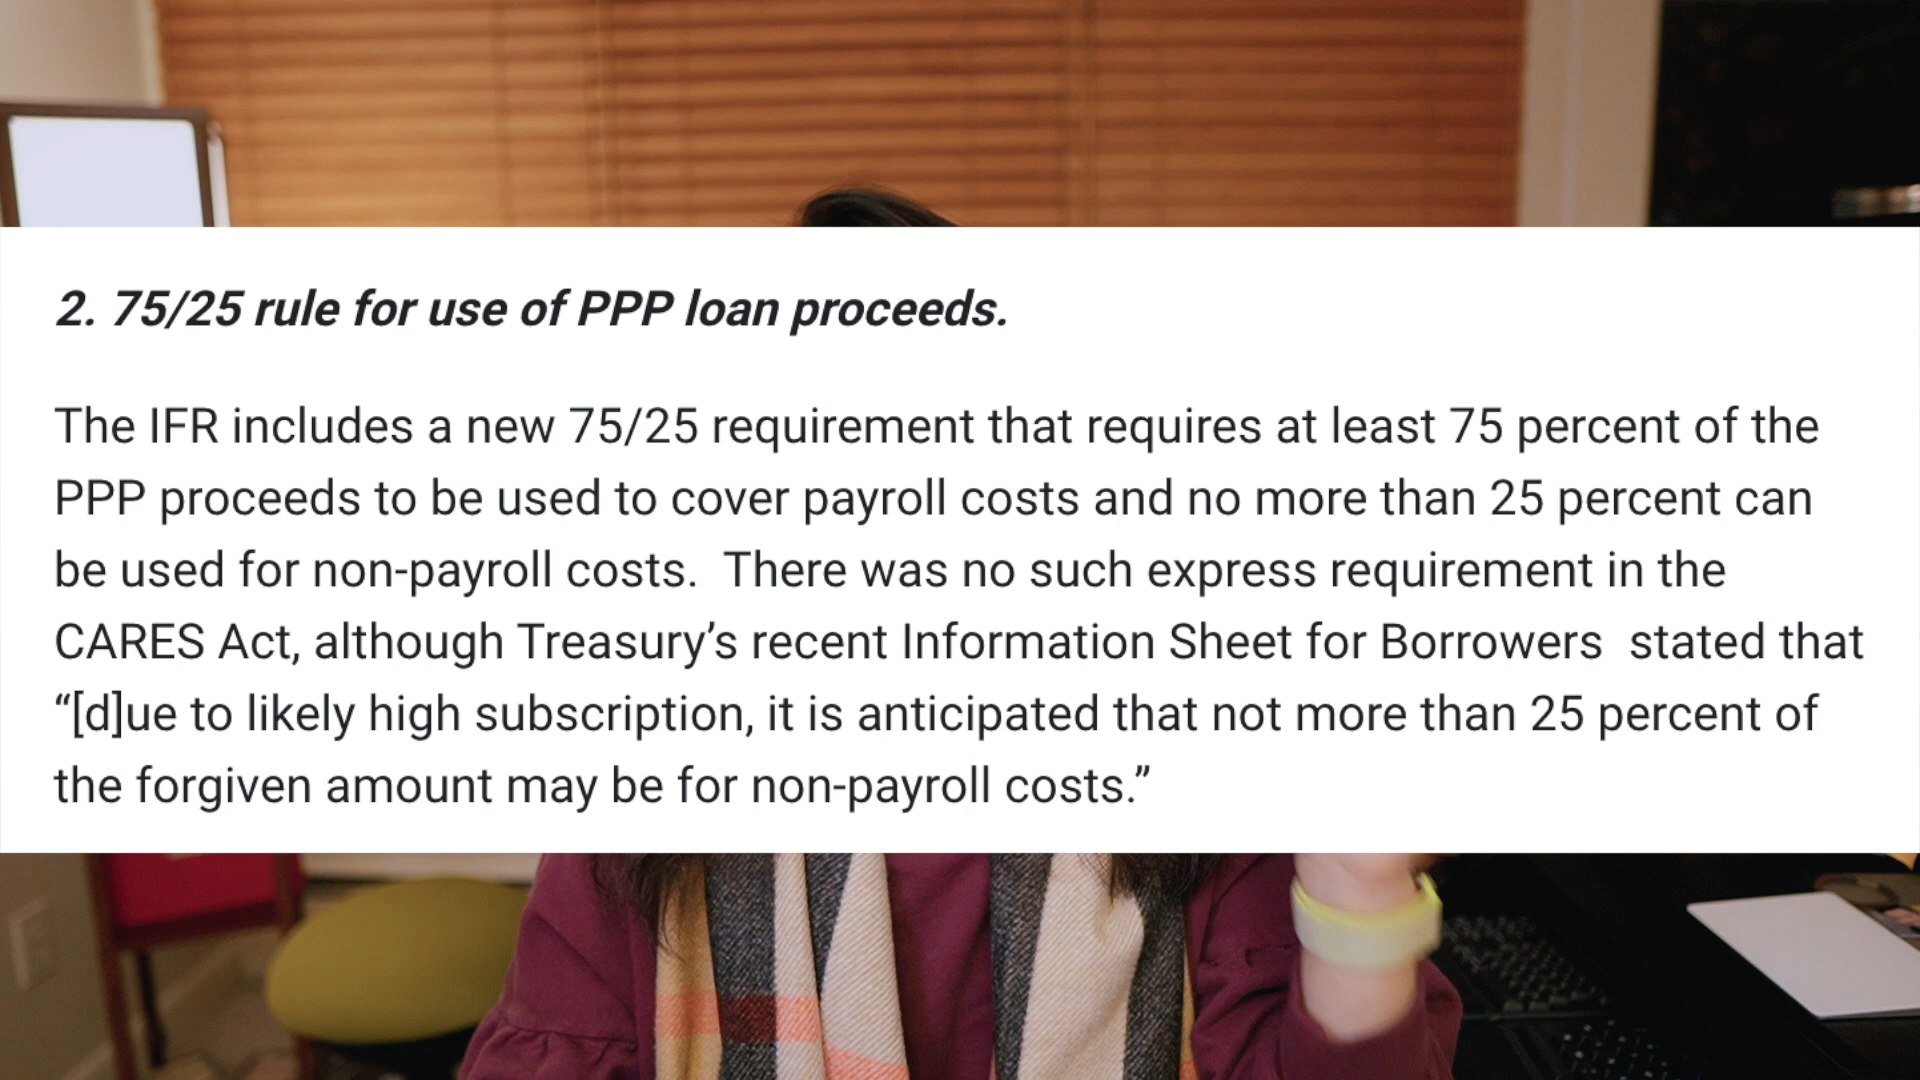 2. 75/25 rule for use of PPP loan proceeds.
The IFR includes a new 75/25 requirement that requires at least 75 percent of the
PPP proceeds to be used to cover payroll costs and no more than 25 percent can
be used for non-payroll costs.  There was no such express requirement in the
CARES Act, although Treasury’s recent Information Sheet for Borrowers  stated that
“[d]ue to likely high subscription, it is anticipated that not more than 25 percent of
the forgiven amount may be for non-payroll costs.”